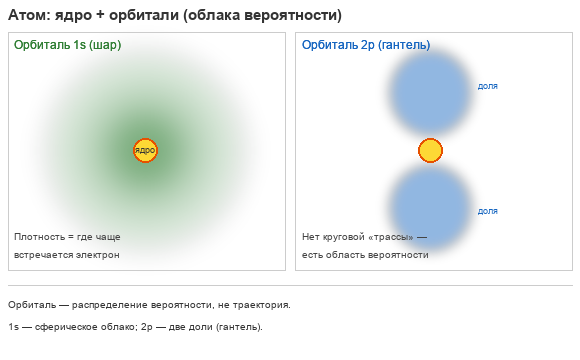 Атом: ядро + орбитали (облака вероятности)
Орбиталь 1s (шар)
ядро
Плотность = где чаще
встречается электрон
Орбиталь 2p (гантель)
доля
доля
Нет круговой «трассы» —
есть область вероятности
Орбиталь — распределение вероятности, не траектория.
1s — сферическое облако; 2p — две доли (гантель).